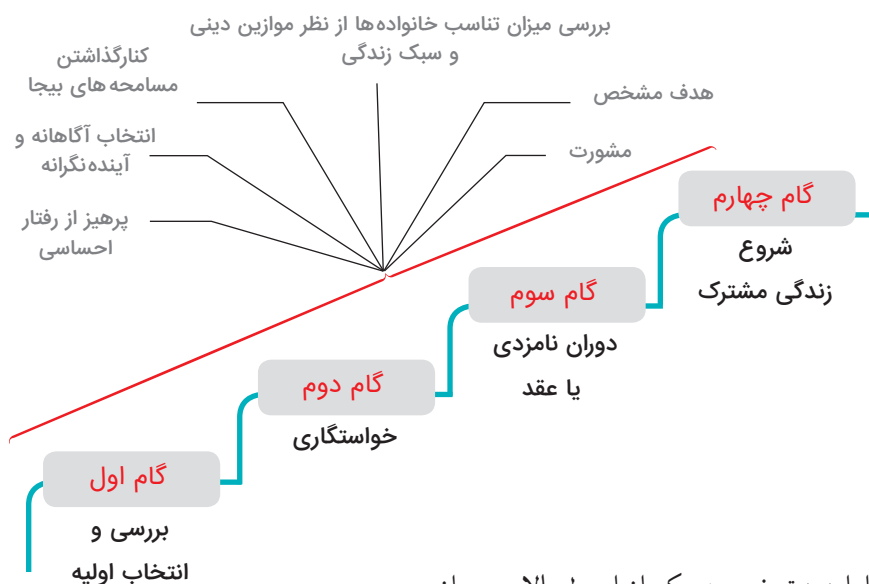 بررسی میزان تناسب خانواده‌ها از نظر موازین دینی
و سبک زندگی
هدف مشخص
مشورت
کنارگذاشتن
مسامحه‌های بیجا
انتخاب آگاهانه و
آینده‌نگرانه
پرهیز از رفتار
احساسی
گام چهارم
شروع
زندگی مشترک
گام سوم
دوران نامزدی
یا عقد
گام دوم
خواستگاری
گام اول
بررسی و
انتخاب اولیه